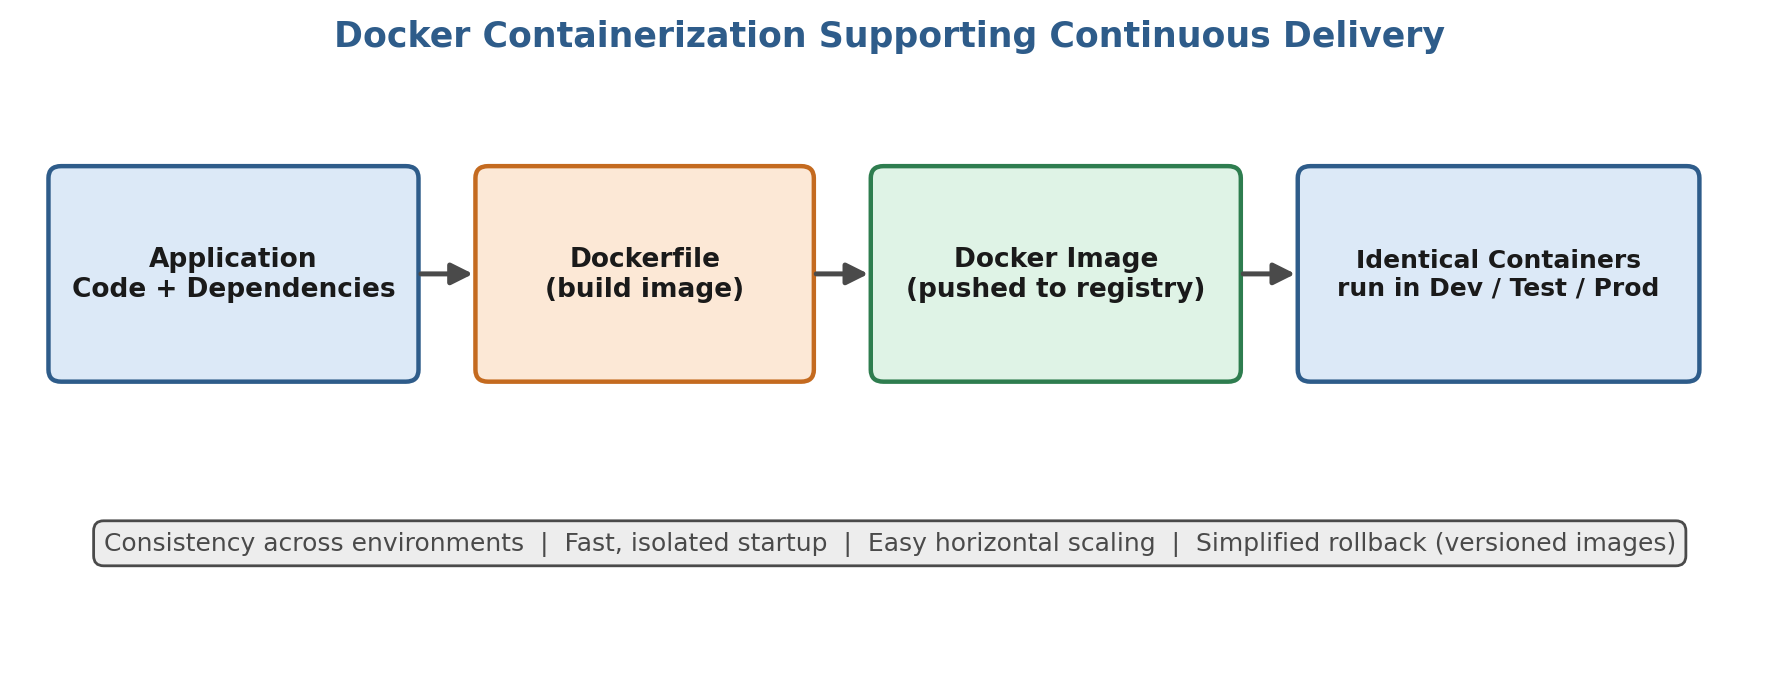 Docker Containerization Supporting Continuous Delivery
Application
Code + Dependencies
Dockerfile
(build image)
Docker Image
(pushed to registry)
Identical Containers
run in Dev / Test / Prod
Consistency across environments | Fast, isolated startup | Easy horizontal scaling | Simplified rollback (versioned images)